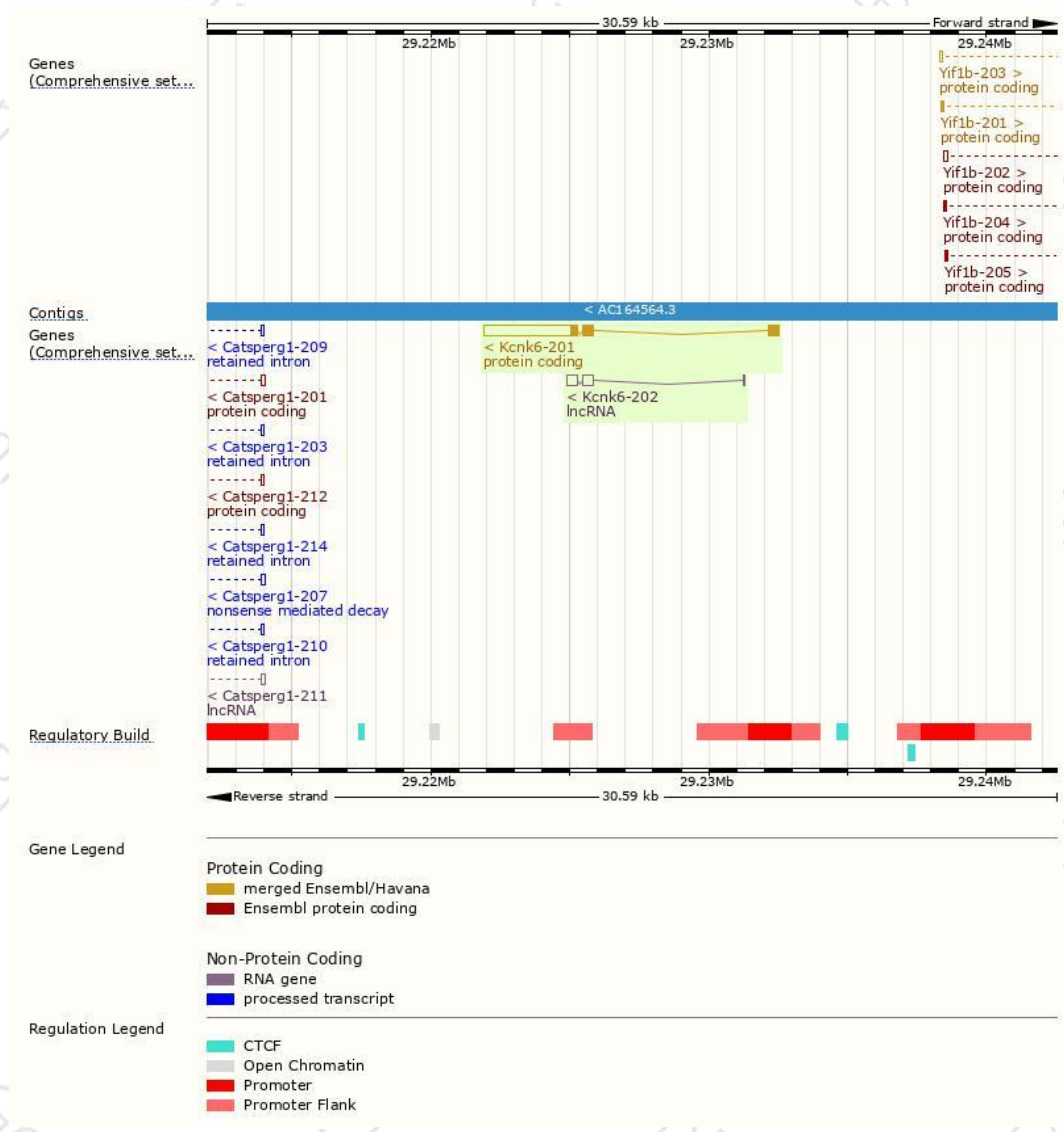 30.59 kb
Forward strand
29.22Mb 29.23Mb 29.24Mb
Genes
(Comprehensive set...
Yif1b-203 >
protein coding
Yif1b-201 >
protein coding
Yif1b-202 >
protein coding
Yif1b-204 >
protein coding
Yif1b-205 >
protein coding
Contigs
< AC164564.3
Genes
(Comprehensive set...
< Catsperg1-209
retained intron
< Kcnk6-201
protein coding
< Catsperg1-201
protein coding
< Kcnk6-202
lncRNA
< Catsperg1-203
retained intron
< Catsperg1-212
protein coding
< Catsperg1-214
retained intron
< Catsperg1-207
nonsense mediated decay
< Catsperg1-210
retained intron
< Catsperg1-211
lncRNA
Regulatory Build
29.22Mb 29.23Mb 29.24Mb
Reverse strand
30.59 kb
Gene Legend
Protein Coding
merged Ensembl/Havana
Ensembl protein coding
Non-Protein Coding
RNA gene
processed transcript
Regulation Legend
CTCF
Open Chromatin
Promoter
Promoter Flank